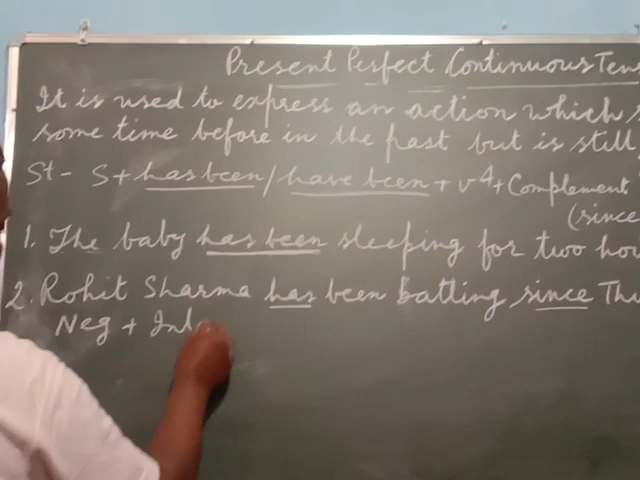 Present Perfect Continuous Tens
It is used to express an action which s
some time before in the past but is still
St - S + has been / have been + v4 + Complement
(since
1. The baby has been sleeping for two hou
2. Rohit Sharma has been batting since Thu
Neg + Int